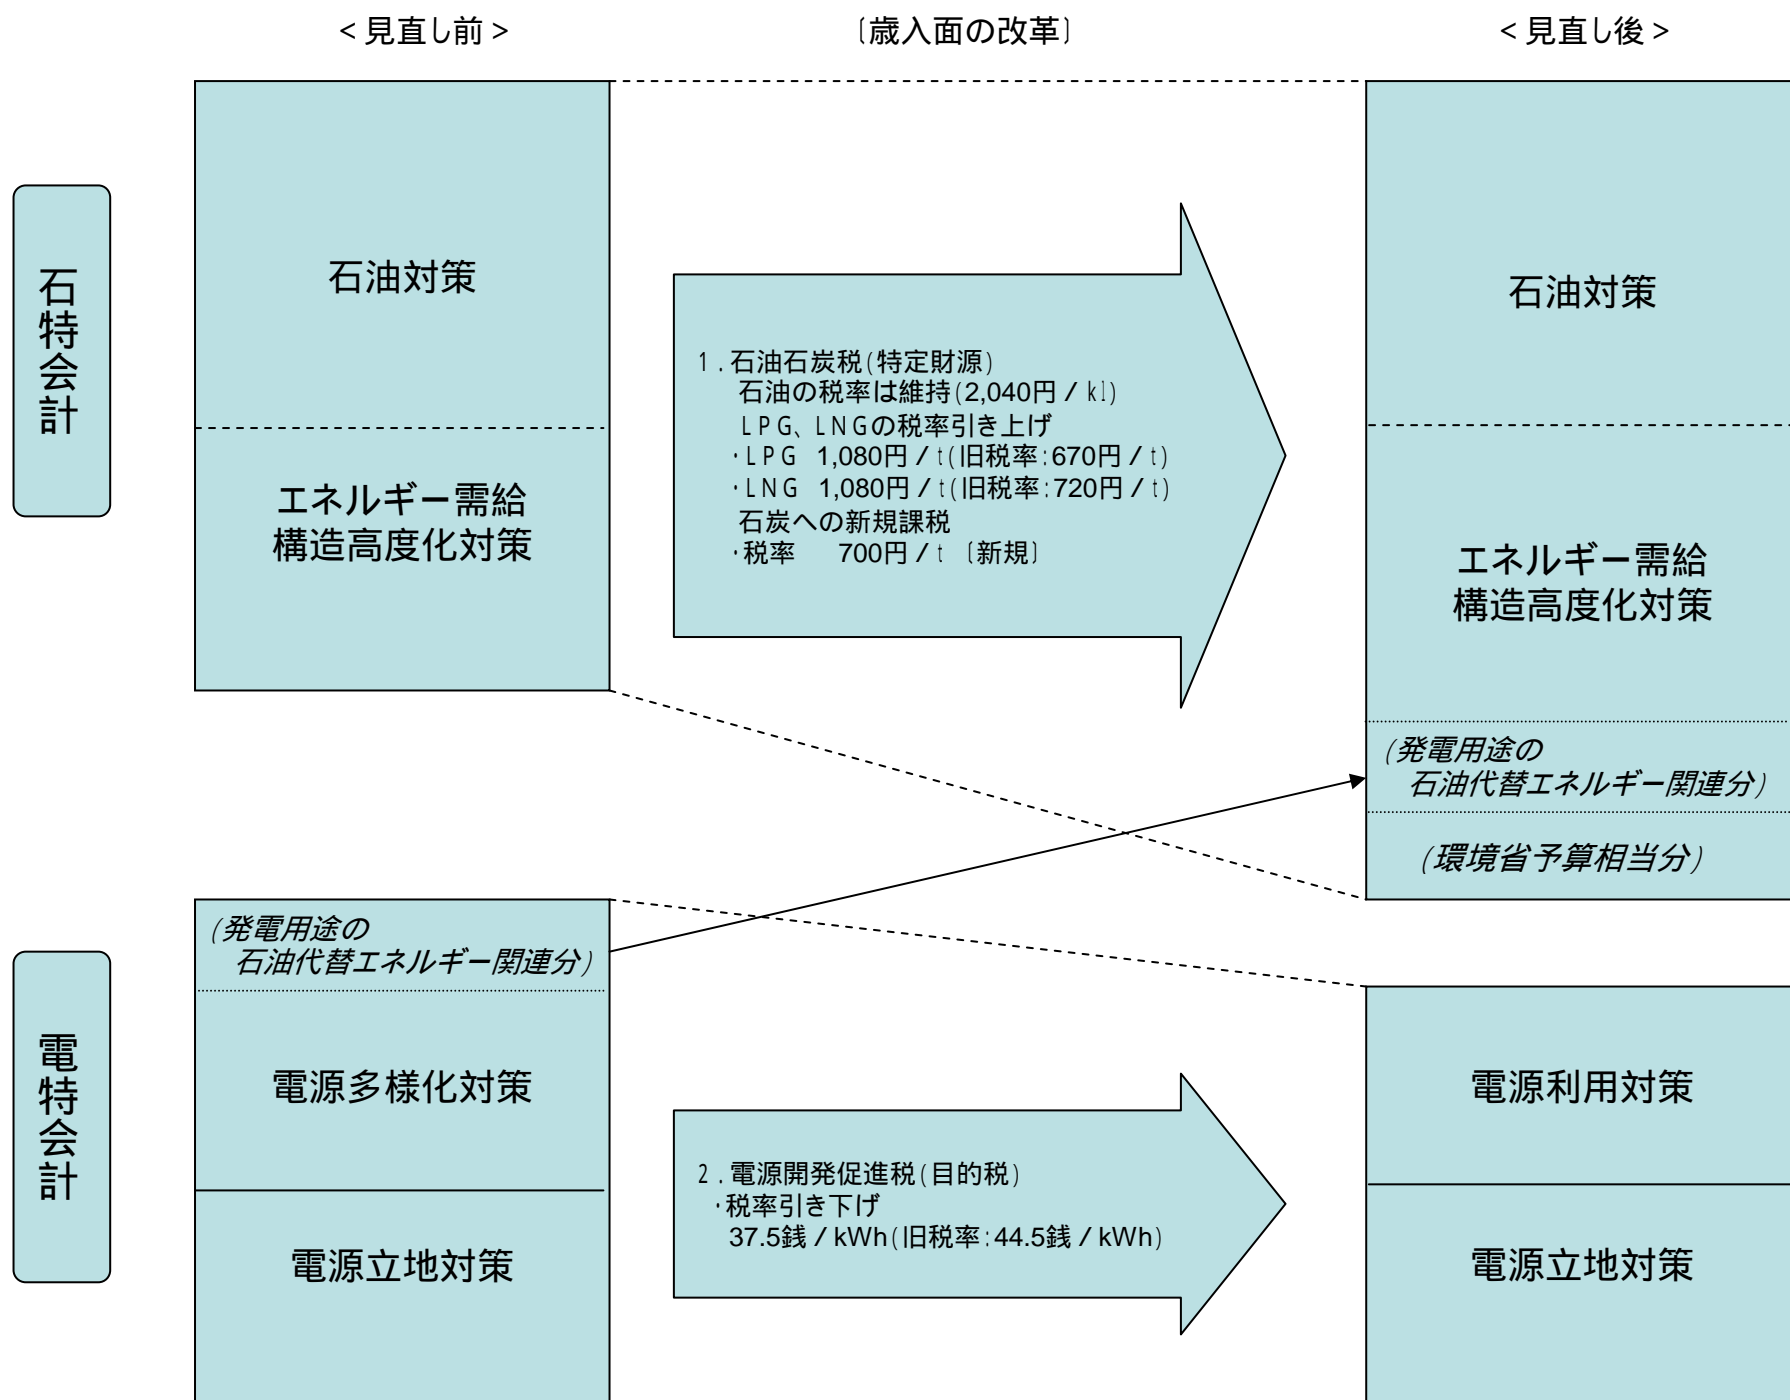 <見直し前>
〔歳入面の改革〕
<見直し後>
石特会計
石油対策
エネルギー需給
構造高度化対策
1.石油石炭税(特定財源)
石油の税率は維持(2,040円/kl)
LPG、LNGの税率引き上げ
・LPG 1,080円/t(旧税率:670円/t)
・LNG 1,080円/t(旧税率:720円/t)
石炭への新規課税
・税率 700円/t 〔新規〕
石油対策
エネルギー需給
構造高度化対策
(発電用途の
石油代替エネルギー関連分)
(環境省予算相当分)
電特会計
(発電用途の
石油代替エネルギー関連分)
電源多様化対策
電源立地対策
2.電源開発促進税(目的税)
・税率引き下げ
37.5銭/kWh(旧税率:44.5銭/kWh)
電源利用対策
電源立地対策